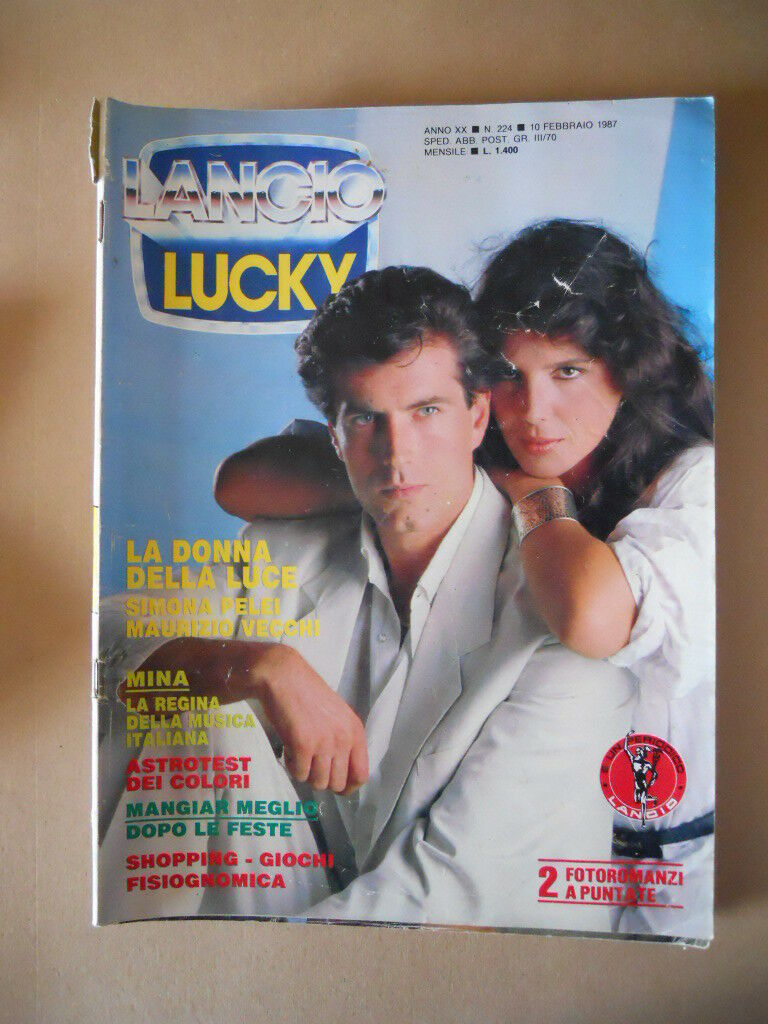 ANNO XX ■ N. 224 ■ 10 FEBBRAIO 1987
SPED. ABB. POST. GR. III/70
MENSILE ■ L. 1.400
LANCIO
LUCKY
LA DONNA
DELLA LUCE
SIMONA PELEI
MAURIZIO VECCHI
MINA
LA REGINA
DELLA MUSICA
ITALIANA
ASTROTEST
DEI COLORI
MANGIAR MEGLIO
DOPO LE FESTE
SHOPPING - GIOCHI
FISIOGNOMICA
È UN PERIODICO
LANCIO
2 FOTOROMANZI
A PUNTATE